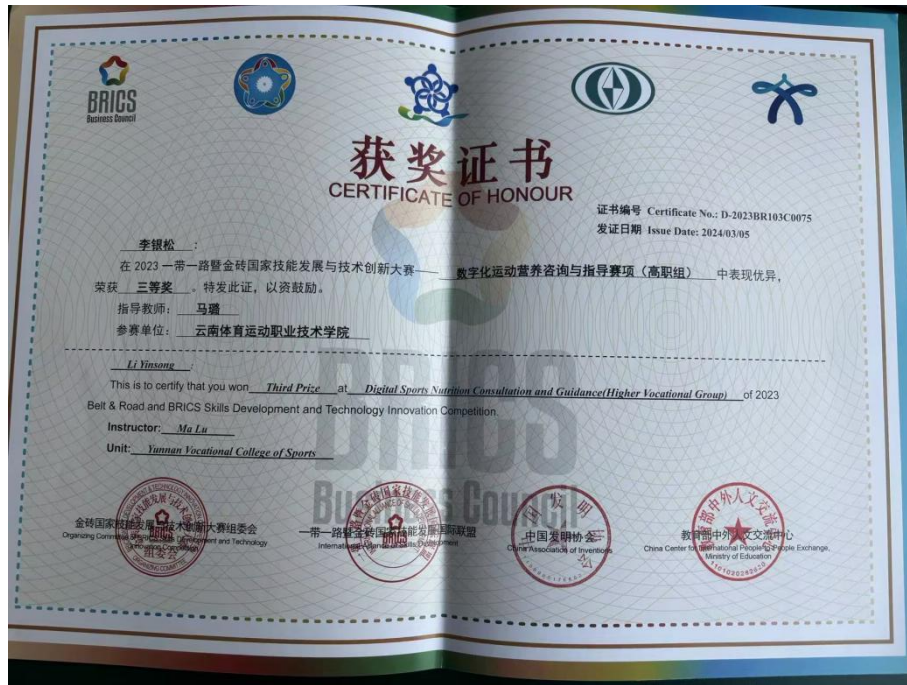 BRICS
Business Council
获奖证书
CERTIFICATE OF HONOUR
证书编号 Certificate No.: D-2023BR103C0075
发证日期 Issue Date: 2024/03/05
李银松 :
在 2023 一带一路暨金砖国家技能发展与技术创新大赛—— 数字化运动营养咨询与指导赛项（高职组） 中表现优异，
荣获 三等奖 。特发此证，以资鼓励。
指导教师： 马璐
参赛单位： 云南体育运动职业技术学院
Li Yinsong :
This is to certify that you won Third Prize at Digital Sports Nutrition Consultation and Guidance(Higher Vocational Group) of 2023
Belt & Road and BRICS Skills Development and Technology Innovation Competition.
Instructor: Ma Lu
Unit: Yunnan Vocational College of Sports
BRICS
Business Council
金砖国家技能发展与技术创新大赛组委会
一带一路暨金砖国家技能发展国际联盟
中国发明协会
China Association of Inventions
教育部中外人文交流中心
China Center for International People-to-People Exchange,
Ministry of Education